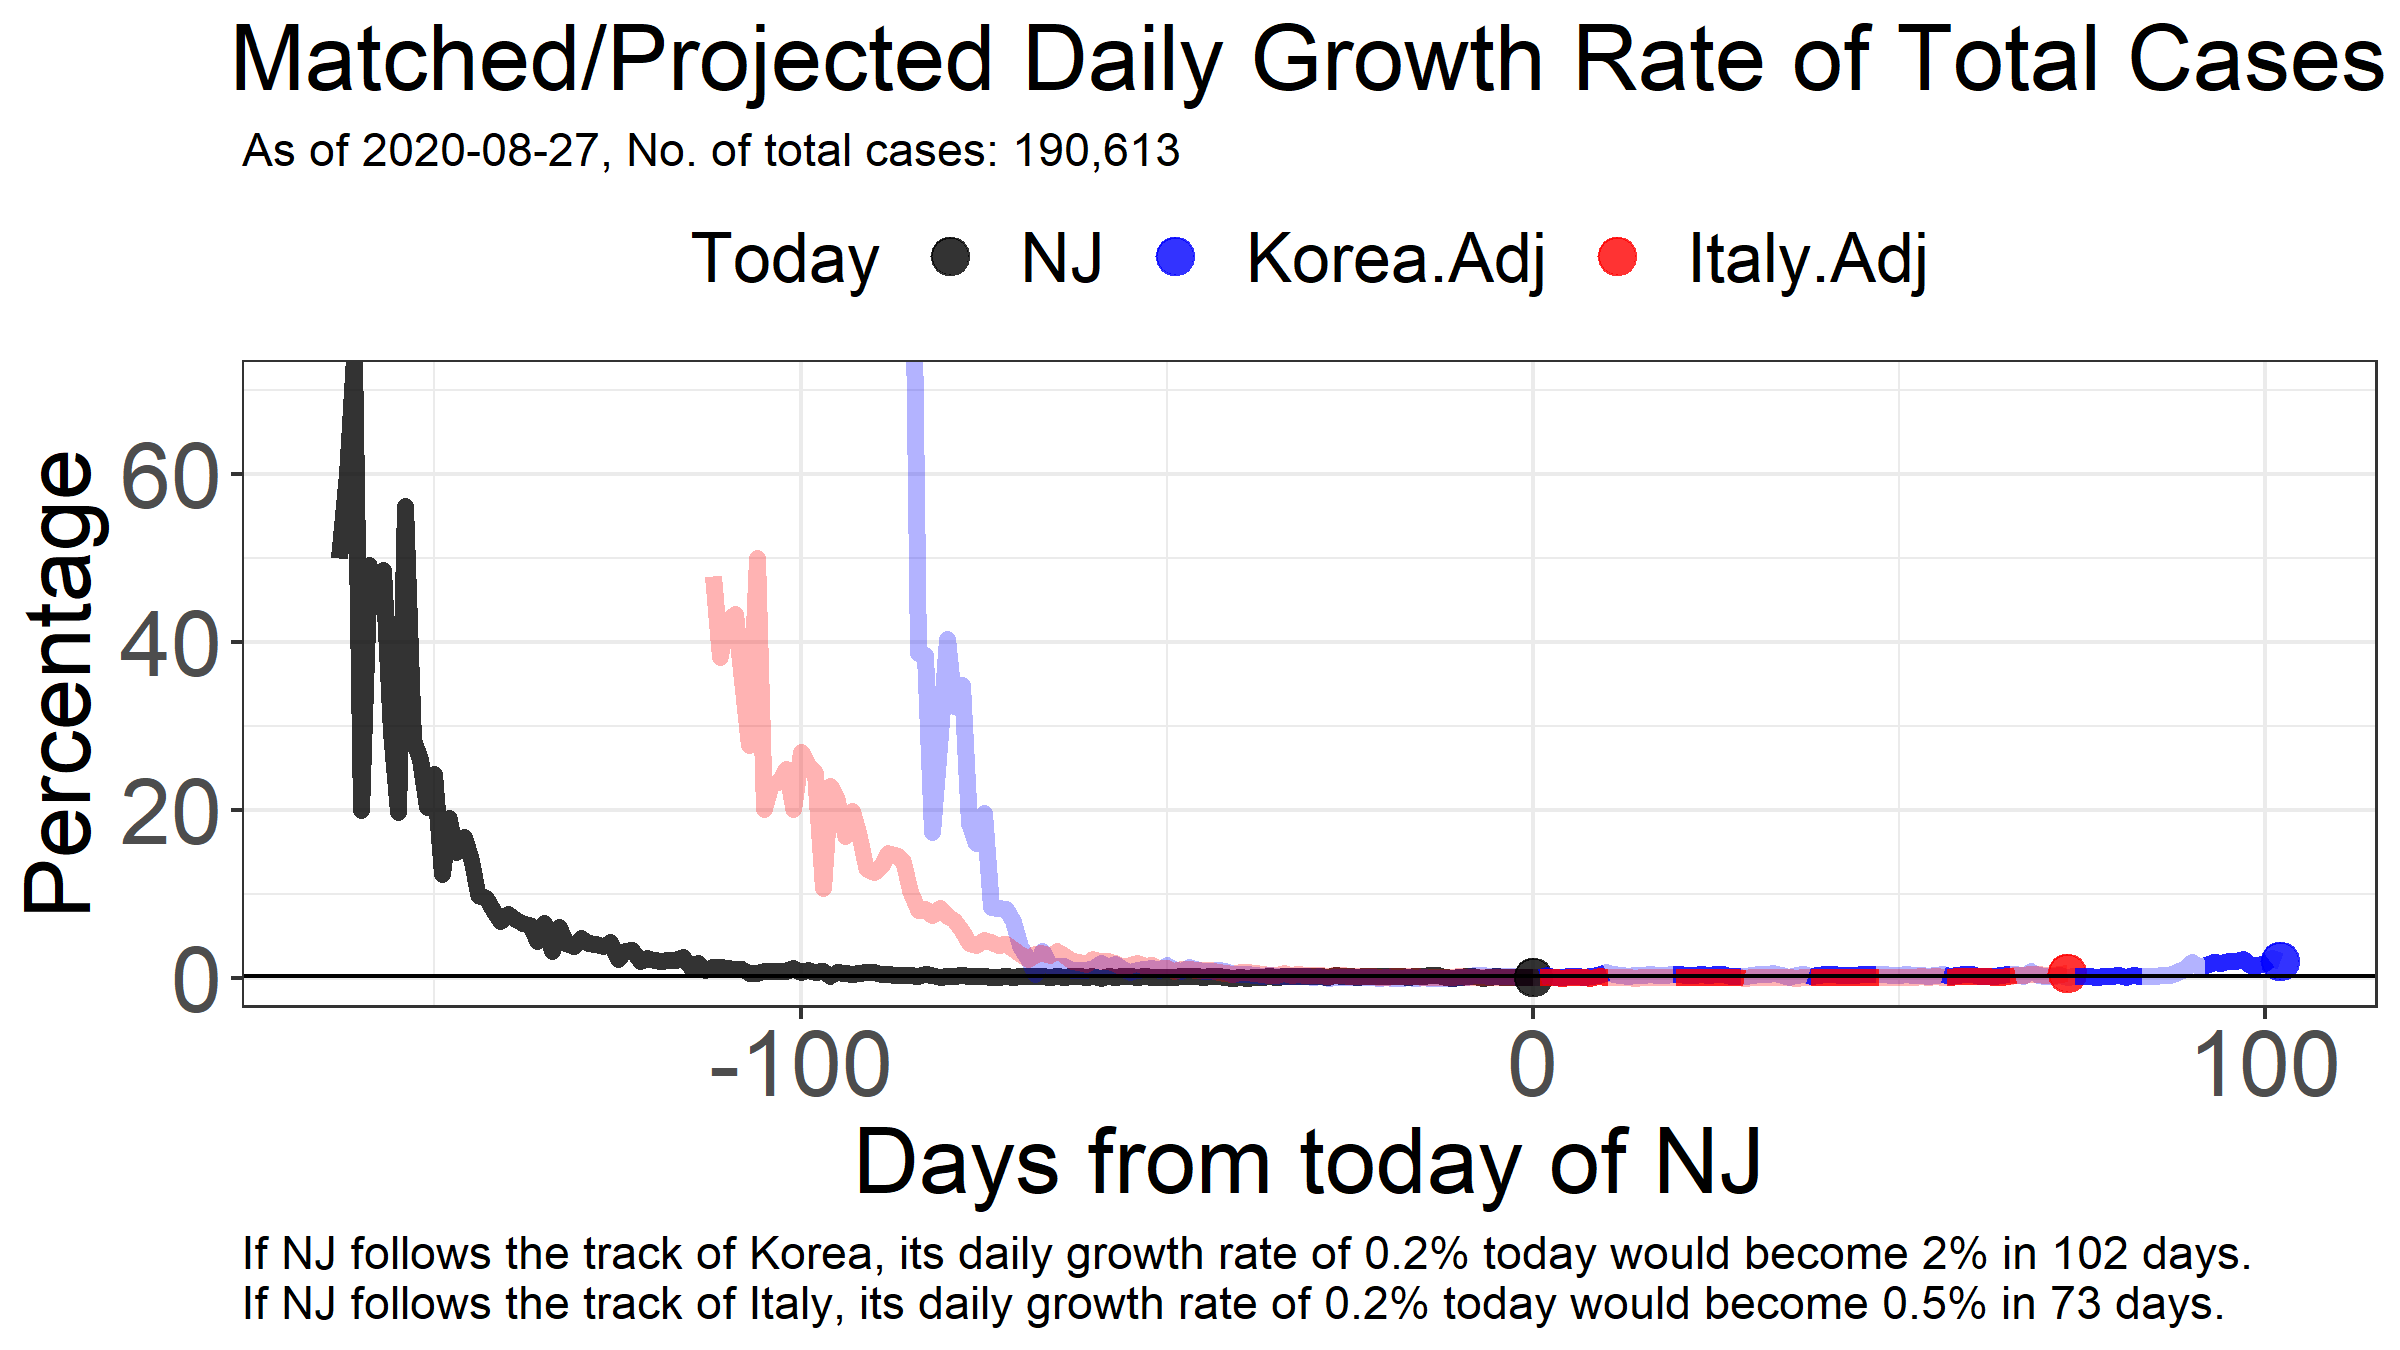 Matched/Projected Daily Growth Rate of Total Cases
As of 2020-08-27, No. of total cases: 190,613
Today NJ Korea.Adj Italy.Adj
Percentage
60
40
20
0
-100 0 100
Days from today of NJ
If NJ follows the track of Korea, its daily growth rate of 0.2% today would become 2% in 102 days.
If NJ follows the track of Italy, its daily growth rate of 0.2% today would become 0.5% in 73 days.